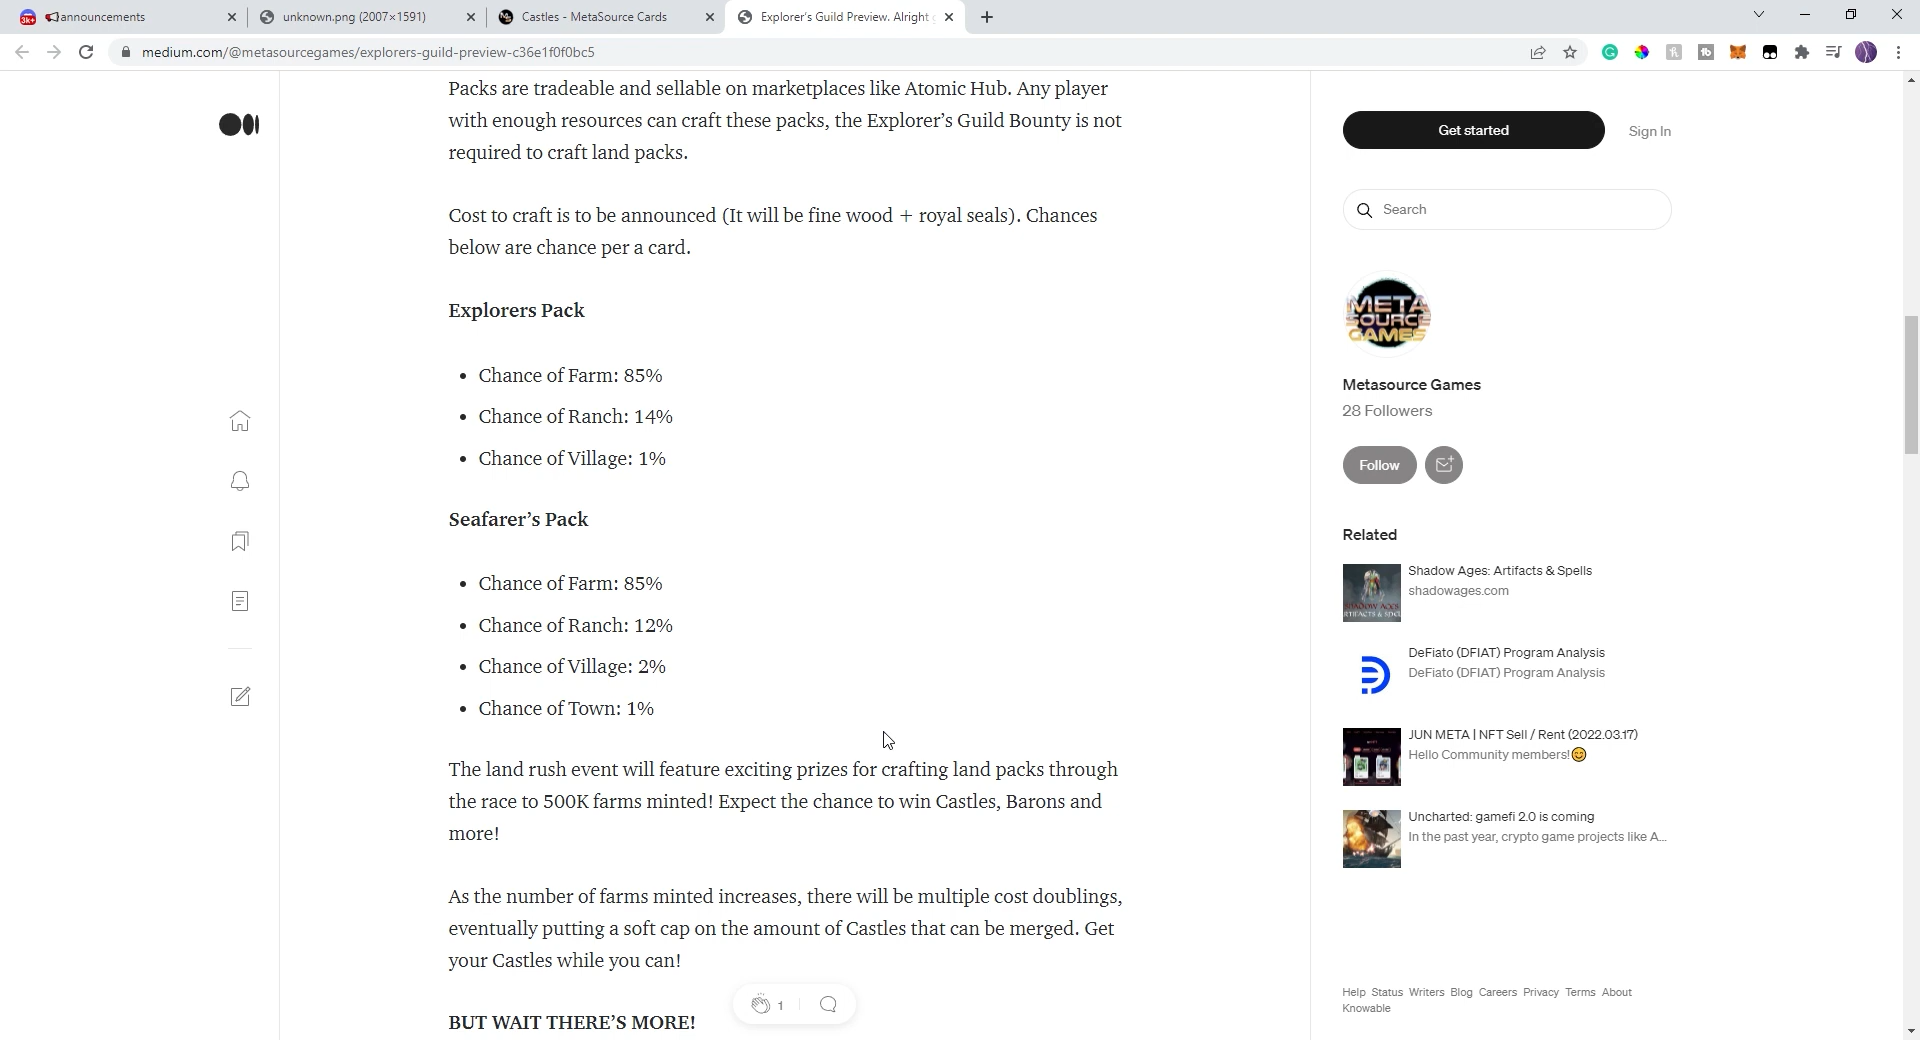 3k+ announcements
unknown.png (2007×1591)
Castles - MetaSource Cards
Explorer's Guild Preview. Alright
medium.com/@metasourcegames/explorers-guild-preview-c36e1f0f0bc5
Packs are tradeable and sellable on marketplaces like Atomic Hub. Any player
with enough resources can craft these packs, the Explorer’s Guild Bounty is not
required to craft land packs.
Cost to craft is to be announced (It will be fine wood + royal seals). Chances
below are chance per a card.
Explorers Pack
• Chance of Farm: 85%
• Chance of Ranch: 14%
• Chance of Village: 1%
Seafarer’s Pack
• Chance of Farm: 85%
• Chance of Ranch: 12%
• Chance of Village: 2%
• Chance of Town: 1%
The land rush event will feature exciting prizes for crafting land packs through
the race to 500K farms minted! Expect the chance to win Castles, Barons and
more!
As the number of farms minted increases, there will be multiple cost doublings,
eventually putting a soft cap on the amount of Castles that can be merged. Get
your Castles while you can!
1
BUT WAIT THERE’S MORE!
Get started
Sign In
Search
META
SOURCE
GAMES
Metasource Games
28 Followers
Follow
Related
Shadow Ages: Artifacts & Spells
shadowages.com
DeFiato (DFIAT) Program Analysis
DeFiato (DFIAT) Program Analysis
JUN META | NFT Sell / Rent (2022.03.17)
Hello Community members!😊
Uncharted: gamefi 2.0 is coming
In the past year, crypto game projects like A...
Help Status Writers Blog Careers Privacy Terms About
Knowable